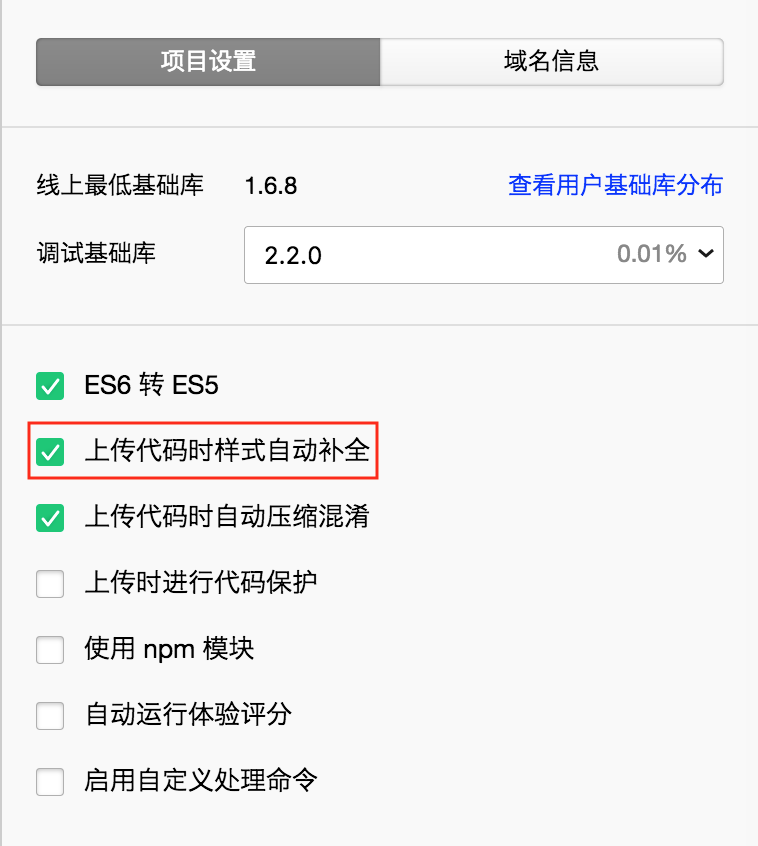 项目设置 域名信息
线上最低基础库 1.6.8 查看用户基础库分布
调试基础库 2.2.0 0.01%
ES6 转 ES5
上传代码时样式自动补全
上传代码时自动压缩混淆
上传时进行代码保护
使用 npm 模块
自动运行体验评分
启用自定义处理命令